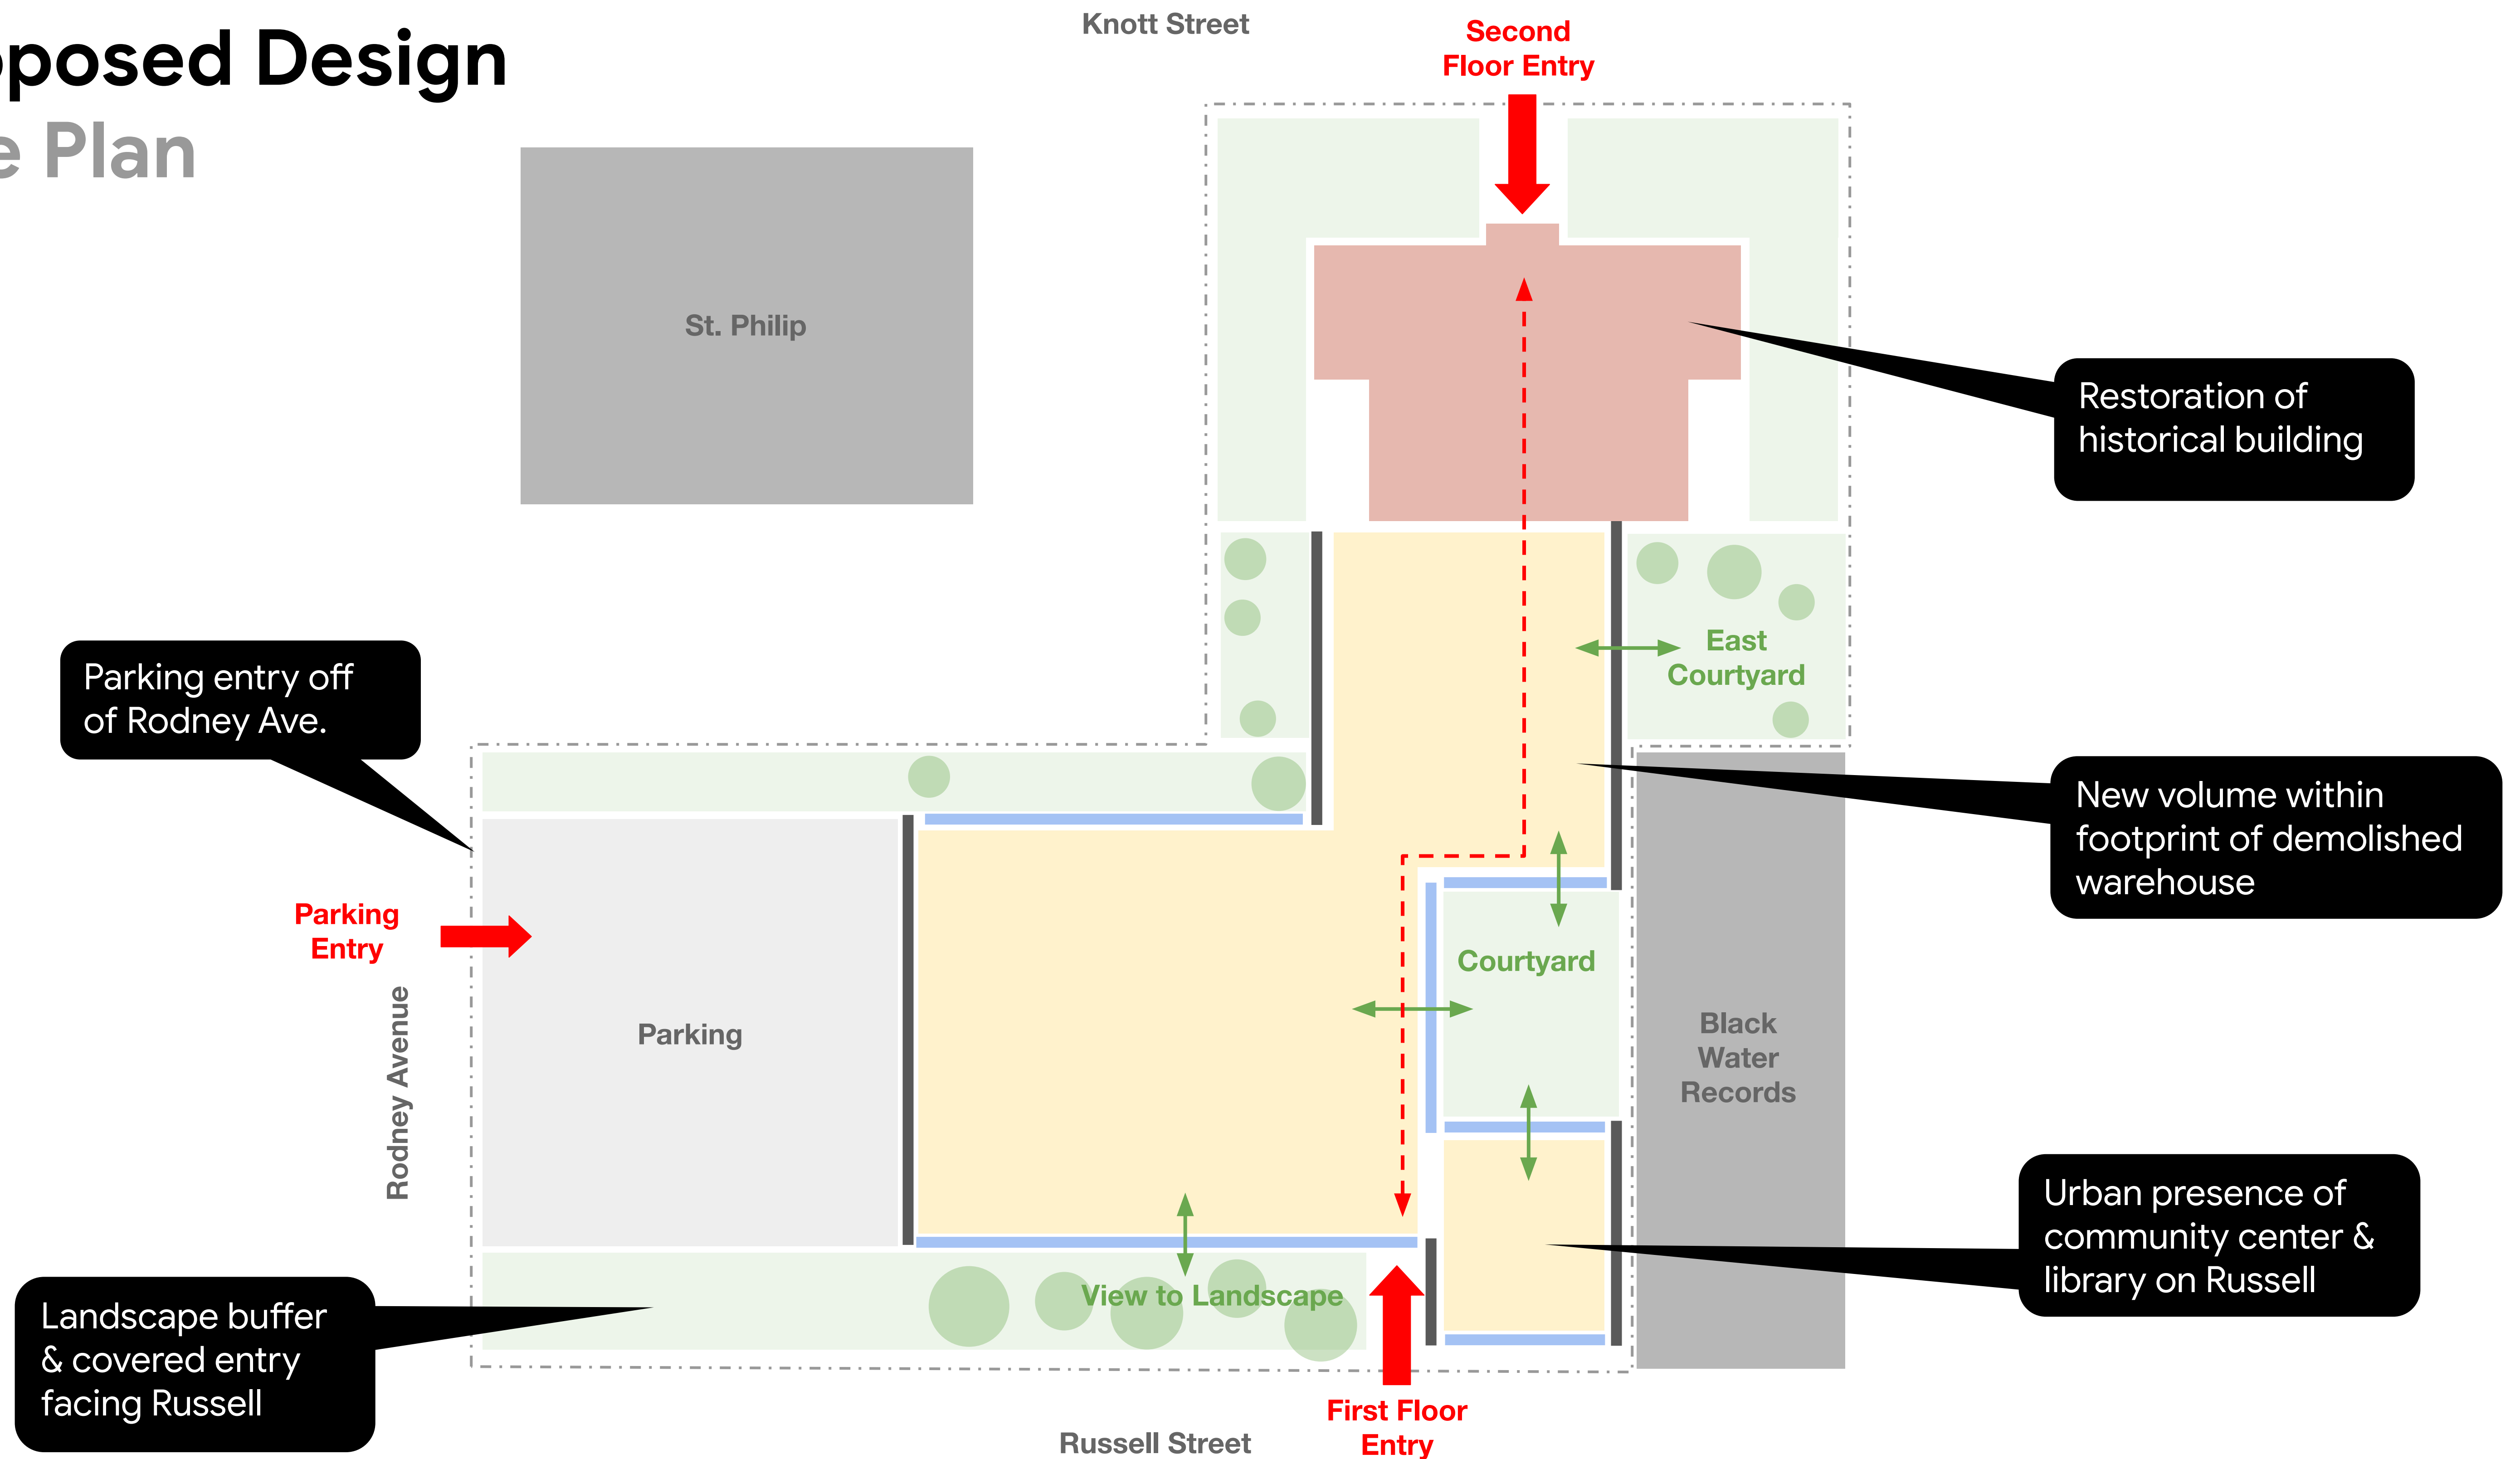 posed Design
Plan
Knott Street
Second
Floor Entry
St. Philip
Restoration of
historical building
Parking entry off
of Rodney Ave.
East
Courtyard
New volume within
footprint of demolished
warehouse
Parking
Entry
Rodney Avenue
Parking
Courtyard
Black
Water
Records
Urban presence of
community center &
library on Russell
Landscape buffer
& covered entry
facing Russell
View to Landscape
First Floor
Entry
Russell Street